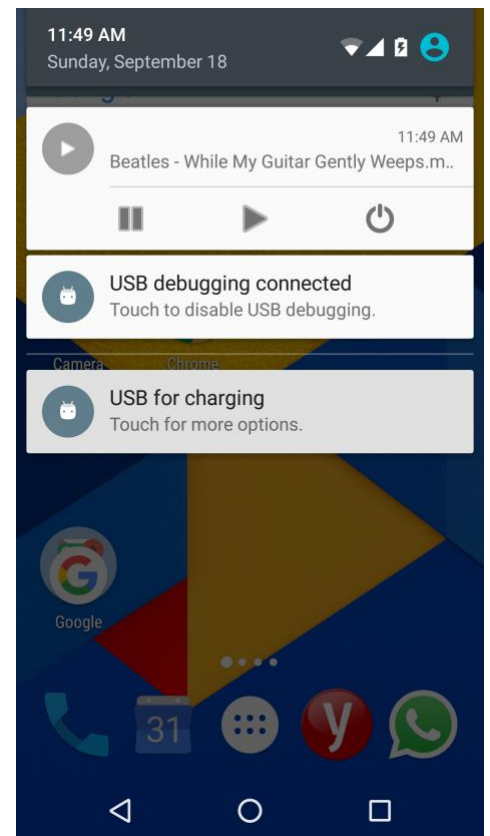 11:49 AM
Sunday, September 18
11:49 AM
Beatles - While My Guitar Gently Weeps.m..
USB debugging connected
Touch to disable USB debugging.
Camera Chrome
USB for charging
Touch for more options.
G
Google
31
y